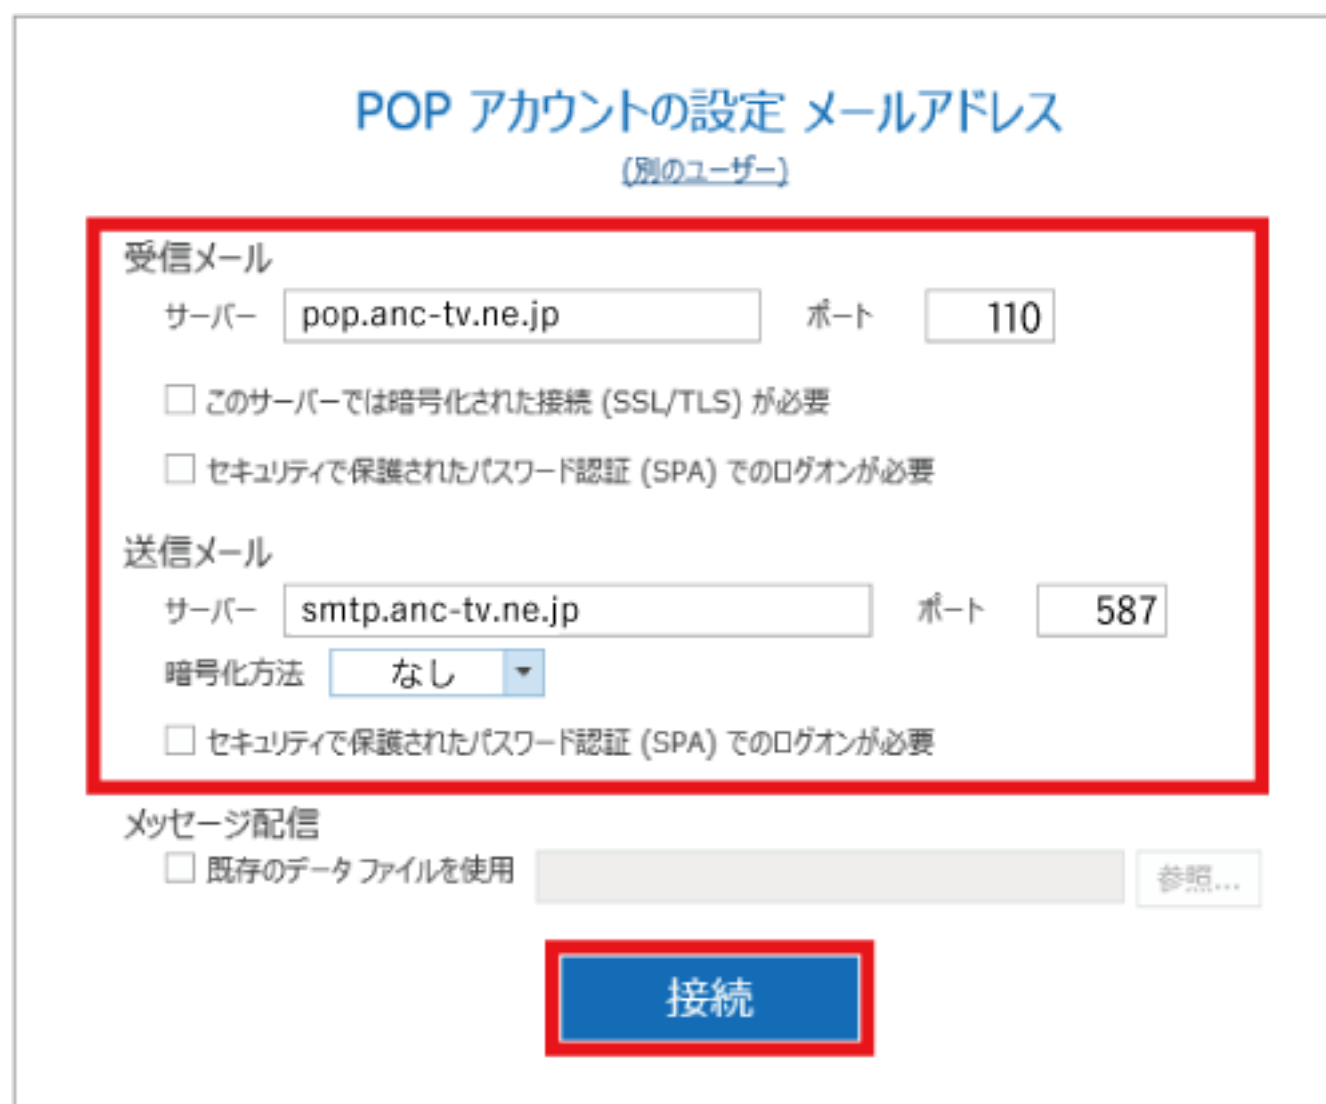 POP アカウントの設定 メールアドレス
(別のユーザー)
受信メール
サーバー pop.anc-tv.ne.jp ポート 110
このサーバーでは暗号化された接続 (SSL/TLS) が必要
セキュリティで保護されたパスワード認証 (SPA) でのログオンが必要
送信メール
サーバー smtp.anc-tv.ne.jp ポート 587
暗号化方法 なし
セキュリティで保護されたパスワード認証 (SPA) でのログオンが必要
メッセージ配信
既存のデータ ファイルを使用 参照...
接続